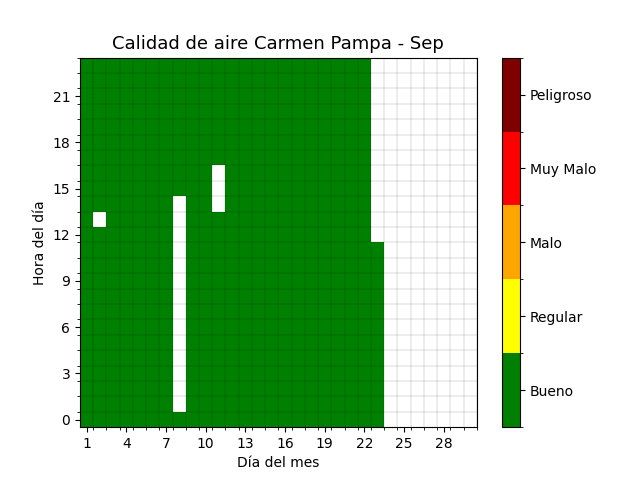 Calidad de aire Carmen Pampa - Sep
Hora del día
21
18
15
12
9
6
3
0
1 4 7 10 13 16 19 22 25 28
Día del mes
Peligroso
Muy Malo
Malo
Regular
Bueno